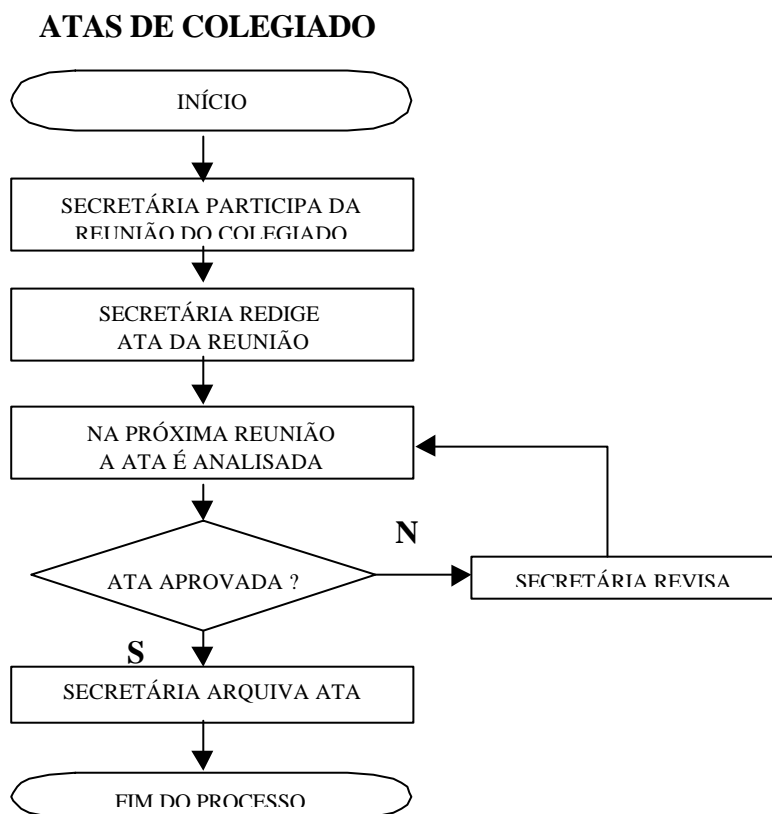 ATAS DE COLEGIADO
INÍCIO
SECRETÁRIA PARTICIPA DA
REUNIÃO DO COLEGIADO
SECRETÁRIA REDIGE
ATA DA REUNIÃO
NA PRÓXIMA REUNIÃO
A ATA É ANALISADA
N
ATA APROVADA ?
SECRETÁRIA REVISA
S
SECRETÁRIA ARQUIVA ATA
FIM DO PROCESSO